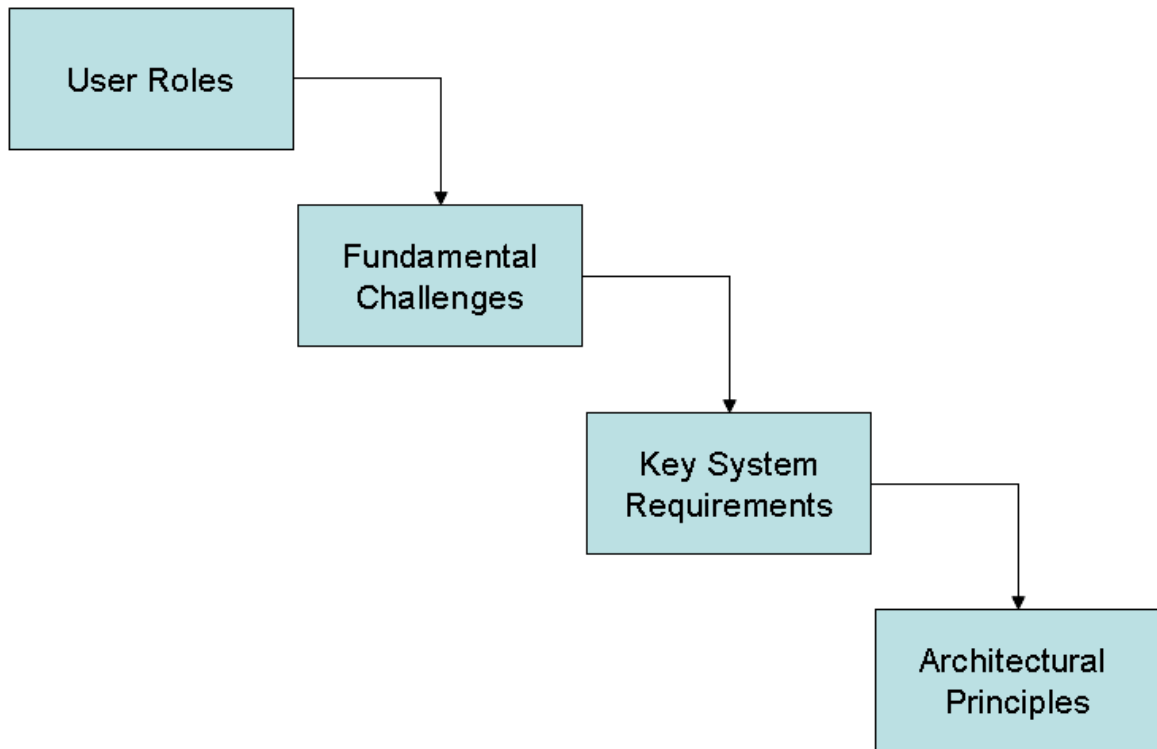 User Roles
Fundamental
Challenges
Key System
Requirements
Architectural
Principles